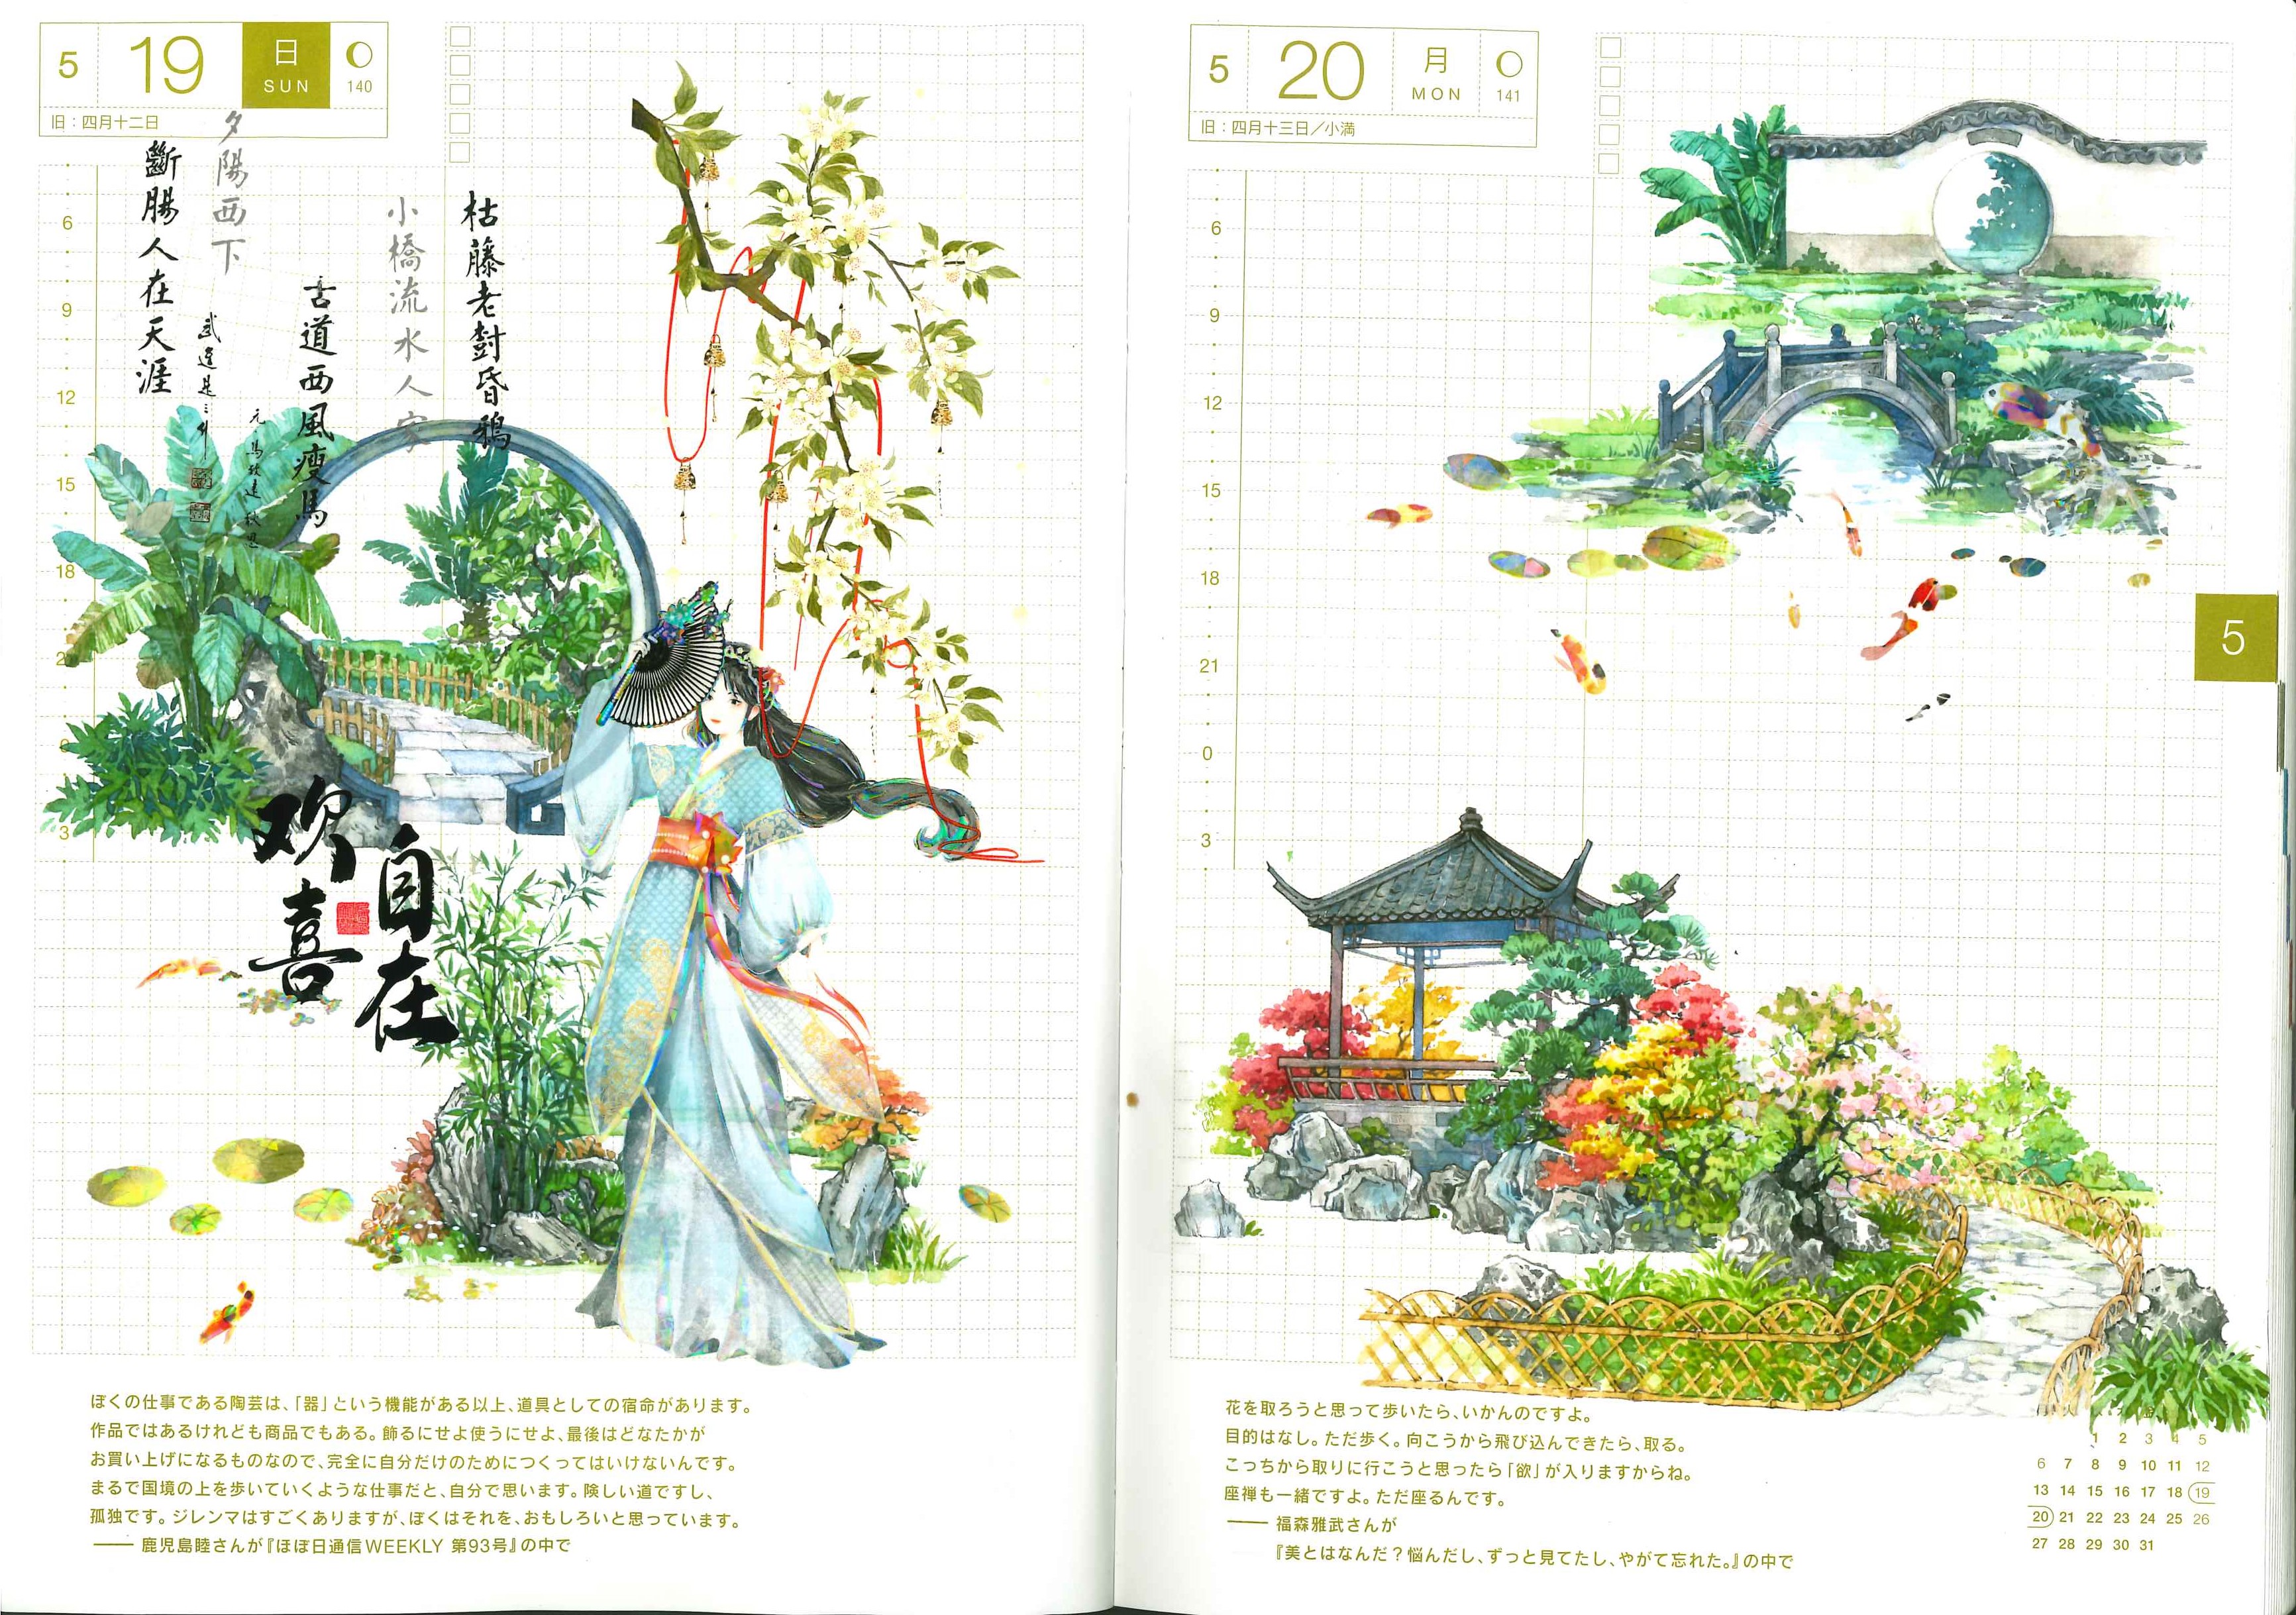 5
19
日
SUN
140
旧：四月十二日
枯藤老樹昏鴉
小橋流水人家
古道西風瘦馬
夕陽西下
斷腸人在天涯
元馬致遠秋思
6
9
12
15
18
3
自在
欢喜
ぼくの仕事である陶芸は、「器」という機能がある以上、道具としての宿命があります。
作品ではあるけれども商品でもある。飾るにせよ使うにせよ、最後はどなたかが
お買い上げになるものなので、完全に自分だけのためにつくってはいけないんです。
まるで国境の上を歩いていくような仕事だと、自分で思います。険しい道ですし、
孤独です。ジレンマはすごくありますが、ぼくはそれを、おもしろいと思っています。
── 鹿児島睦さんが『ほぼ日通信WEEKLY 第93号』の中で
5
20
月
MON
141
旧：四月十三日／小満
6
9
12
15
18
21
0
3
5
花を取ろうと思って歩いたら、いかんのですよ。
目的はなし。ただ歩く。向こうから飛び込んできたら、取る。
こっちから取りに行こうと思ったら「欲」が入りますからね。
座禅も一緒ですよ。ただ座るんです。
── 福森雅武さんが
『美とはなんだ？悩んだし、ずっと見てたし、やがて忘れた。』の中で
1 2 3 4 5
6 7 8 9 10 11 12
13 14 15 16 17 18 19
20 21 22 23 24 25 26
27 28 29 30 31